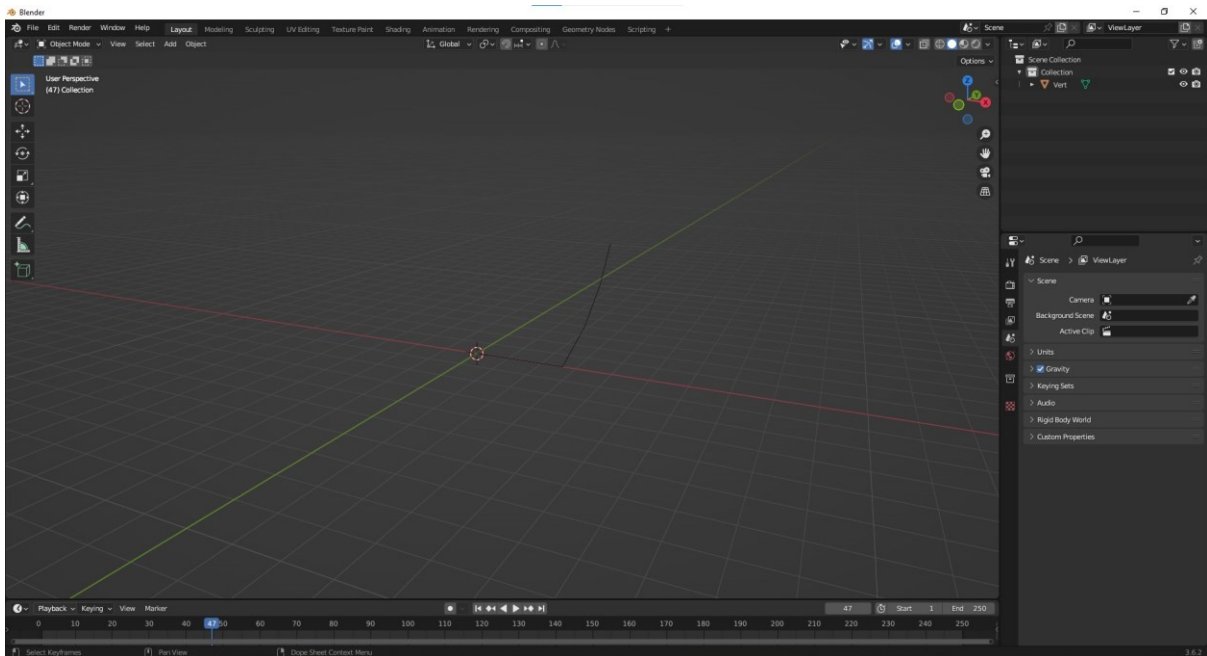 Blender
File Edit Render Window Help Layout Modeling Sculpting UV Editing Texture Paint Shading Animation Rendering Compositing Geometry Nodes Scripting + Scene ViewLayer
Object Mode View Select Add Object Global
Options
User Perspective
(47) Collection
Z
Y
X
Scene Collection
Collection
Vert
Scene > ViewLayer
Scene
Camera
Background Scene
Active Clip
Units
Gravity
Keying Sets
Audio
Rigid Body World
Custom Properties
Playback Keying View Marker 47 Start 1 End 250
0 10 20 30 40 47 50 60 70 80 90 100 110 120 130 140 150 160 170 180 190 200 210 220 230 240 250
Select Keyframes Pan View Dope Sheet Context Menu 3.6.2